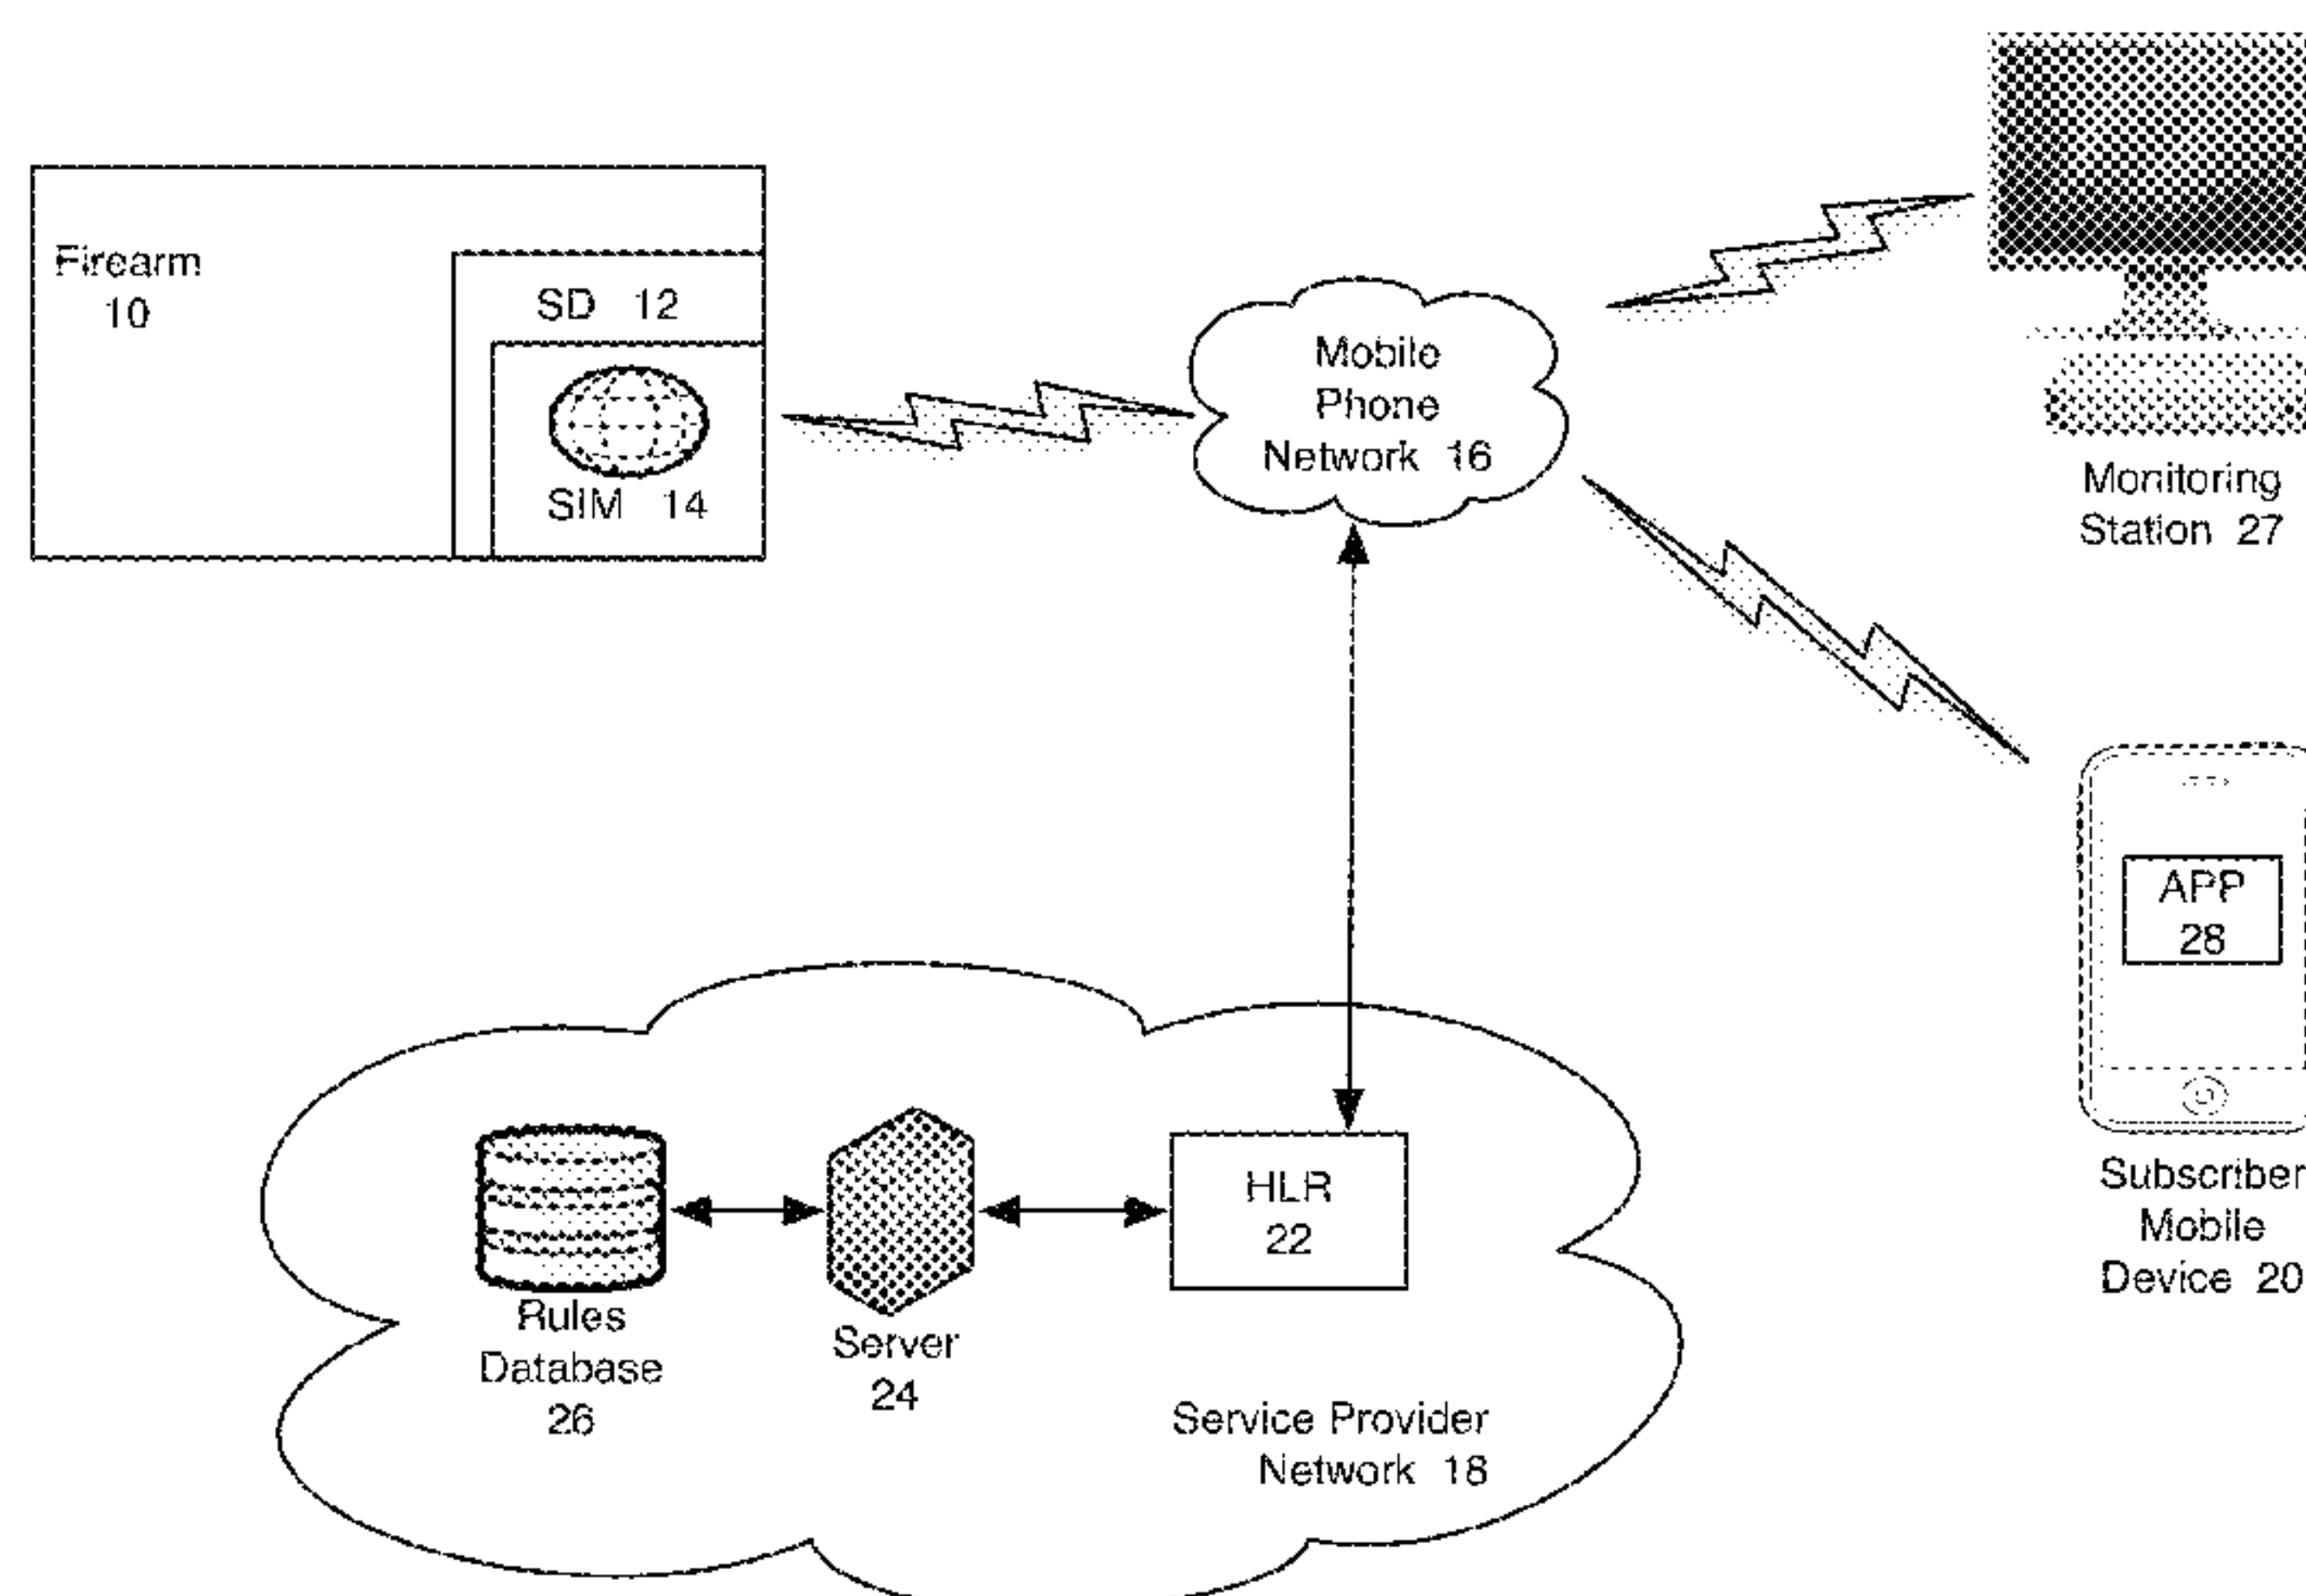 Firearm
10
SD 12
SIM 14
Mobile
Phone
Network 16
Monitoring
Station 27
APP
28
Subscriber
Mobile
Device 20
HLR
22
Rules
Database
26
Server
24
Service Provider
Network 18